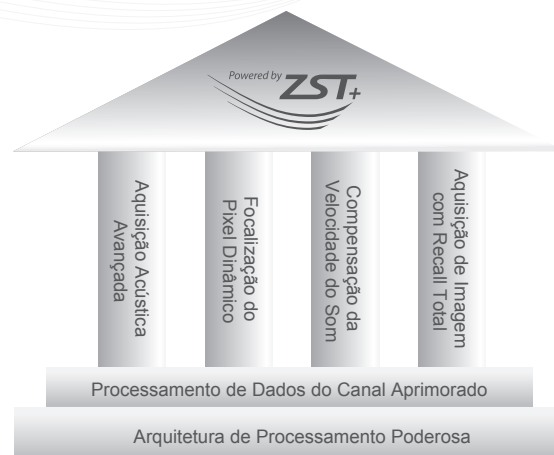 Powered by ZST+
Aquisição Acústica
Avançada
Focalização do
Pixel Dinâmico
Compensação da
Velocidade do Som
Aquisição de Imagem
com Recall Total
Processamento de Dados do Canal Aprimorado
Arquitetura de Processamento Poderosa